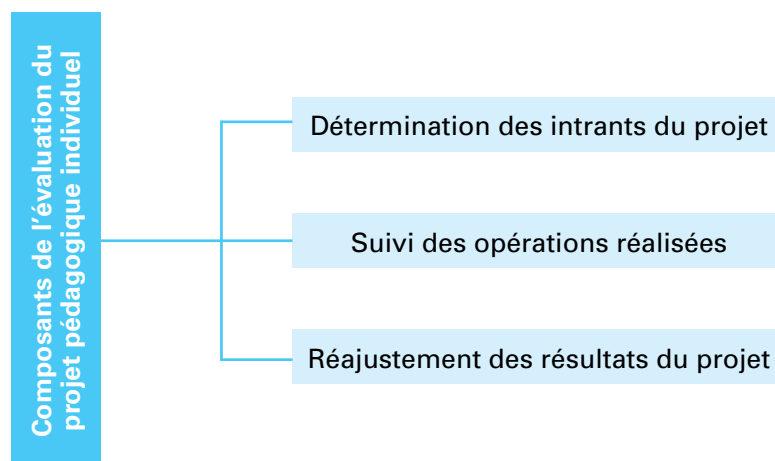 Composants de l'évaluation du
projet pédagogique individuel
Détermination des intrants du projet
Suivi des opérations réalisées
Réajustement des résultats du projet